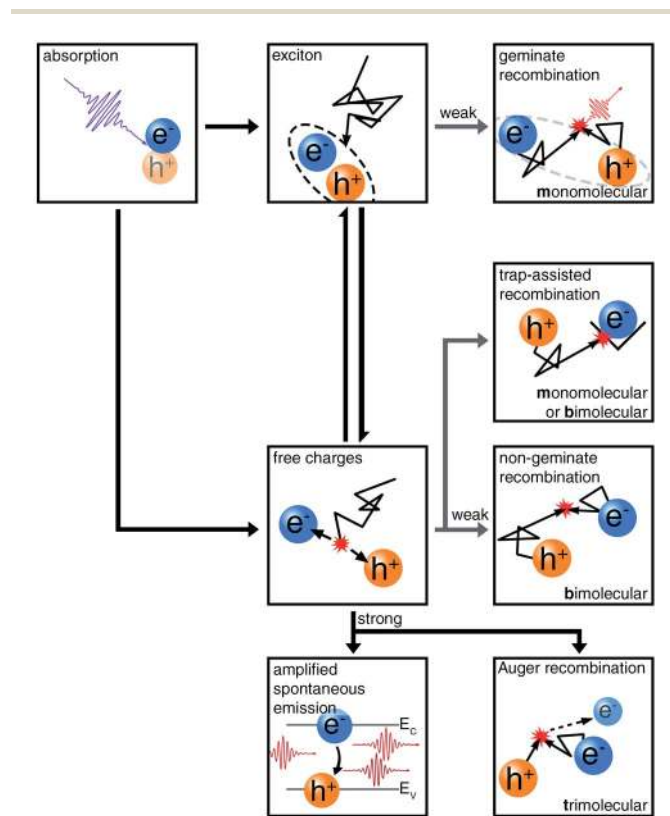 absorption
e-
h+
exciton
e-
h+
weak
geminate
recombination
e-
h+
monomolecular
trap-assisted
recombination
h+
e-
monomolecular
or bimolecular
free charges
e-
h+
weak
non-geminate
recombination
e-
h+
bimolecular
strong
amplified
spontaneous
emission
e-
Ec
h+
Ev
Auger recombination
e-
e-
h+
trimolecular